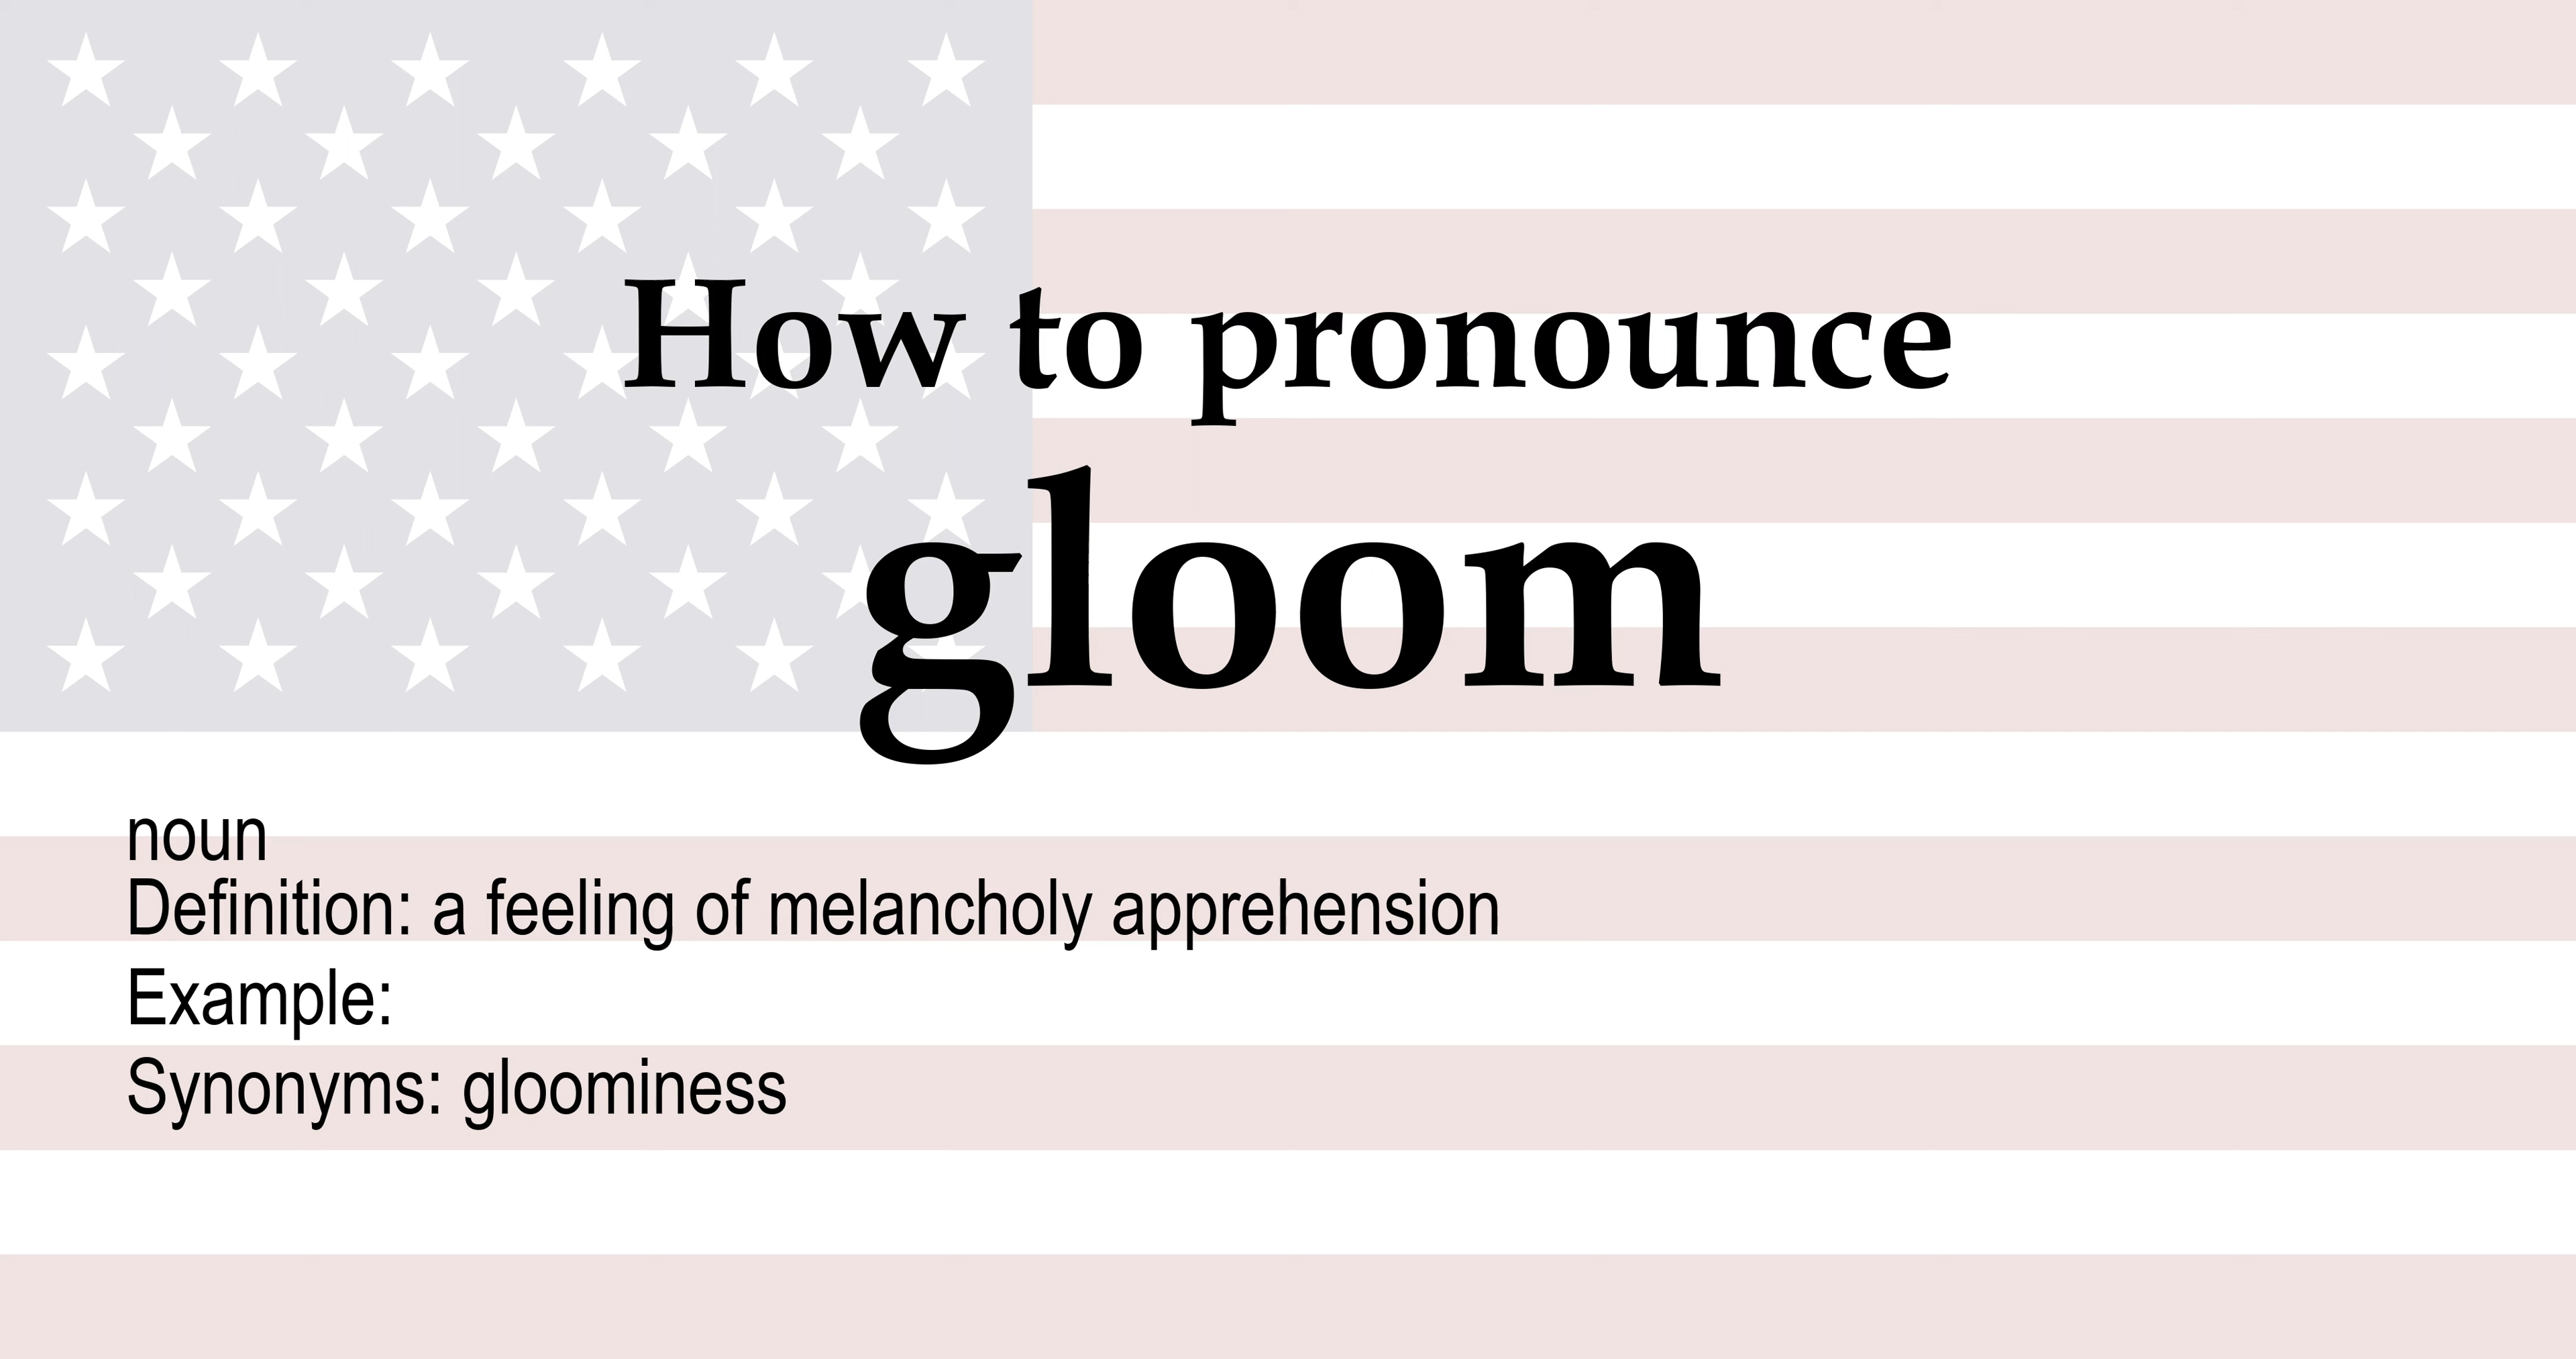 How to pronounce
gloom
noun
Definition: a feeling of melancholy apprehension
Example:
Synonyms: gloominess